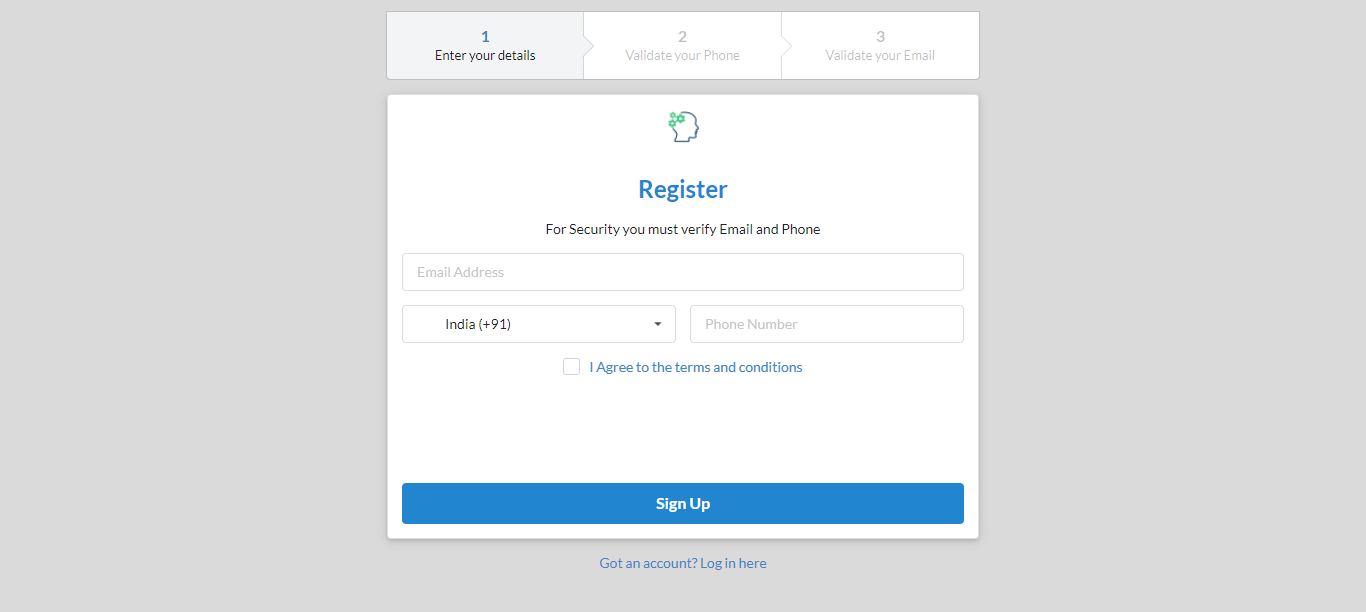 1
Enter your details
2
Validate your Phone
3
Validate your Email
Register
For Security you must verify Email and Phone
Email Address
India (+91)
Phone Number
I Agree to the terms and conditions
Sign Up
Got an account? Log in here